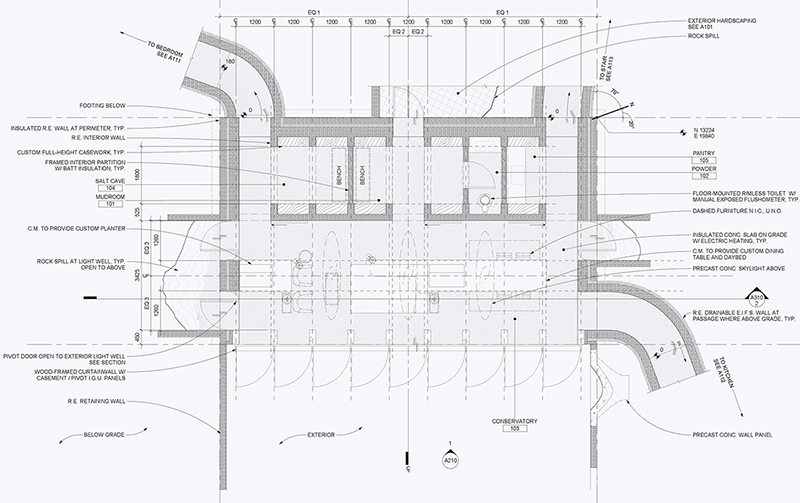 EQ 1
EQ 1
1200 1200 1200 1200 1200 1200 1200 1200
EQ 2 EQ 2
EXTERIOR HARDSCAPING
SEE A101
ROCK SPILL
TO BEDROOM
SEE A111
TO STAIR
SEE A113
180
0
0
70°
20°
N
FOOTING BELOW
INSULATED R.E. WALL AT PERIMETER, TYP.
R.E. INTERIOR WALL
CUSTOM FULL-HEIGHT CASEWORK, TYP.
FRAMED INTERIOR PARTITION
W/ BATT INSULATION, TYP.
SALT CAVE
104
MUDROOM
101
C.M. TO PROVIDE CUSTOM PLANTER
ROCK SPILL AT LIGHT WELL, TYP.
OPEN TO ABOVE
PIVOT DOOR OPEN TO EXTERIOR LIGHT WELL
SEE SECTION
WOOD-FRAMED CURTAINWALL W/
CASEMENT / PIVOT I.G.U. PANELS
R.E. RETAINING WALL
1800
525
EQ 3
1260
3425
EQ 3
1260
450
BENCH
BENCH
N 13224
E 19840
PANTRY
105
POWDER
102
FLOOR-MOUNTED RIMLESS TOILET W/
MANUAL EXPOSED FLUSHOMETER, TYP.
DASHED FURNITURE N.I.C., U.N.O.
INSULATED CONC. SLAB ON GRADE
W/ ELECTRIC HEATING, TYP.
C.M. TO PROVIDE CUSTOM DINING
TABLE AND DAYBED
PRECAST CONC. SKYLIGHT ABOVE
A310
2
R.E. DRAINABLE E.I.F.S. WALL AT
PASSAGE WHERE ABOVE GRADE, TYP.
0
TO KITCHEN
SEE A112
CONSERVATORY
103
PRECAST CONC. WALL PANEL
BELOW GRADE
EXTERIOR
1
A210